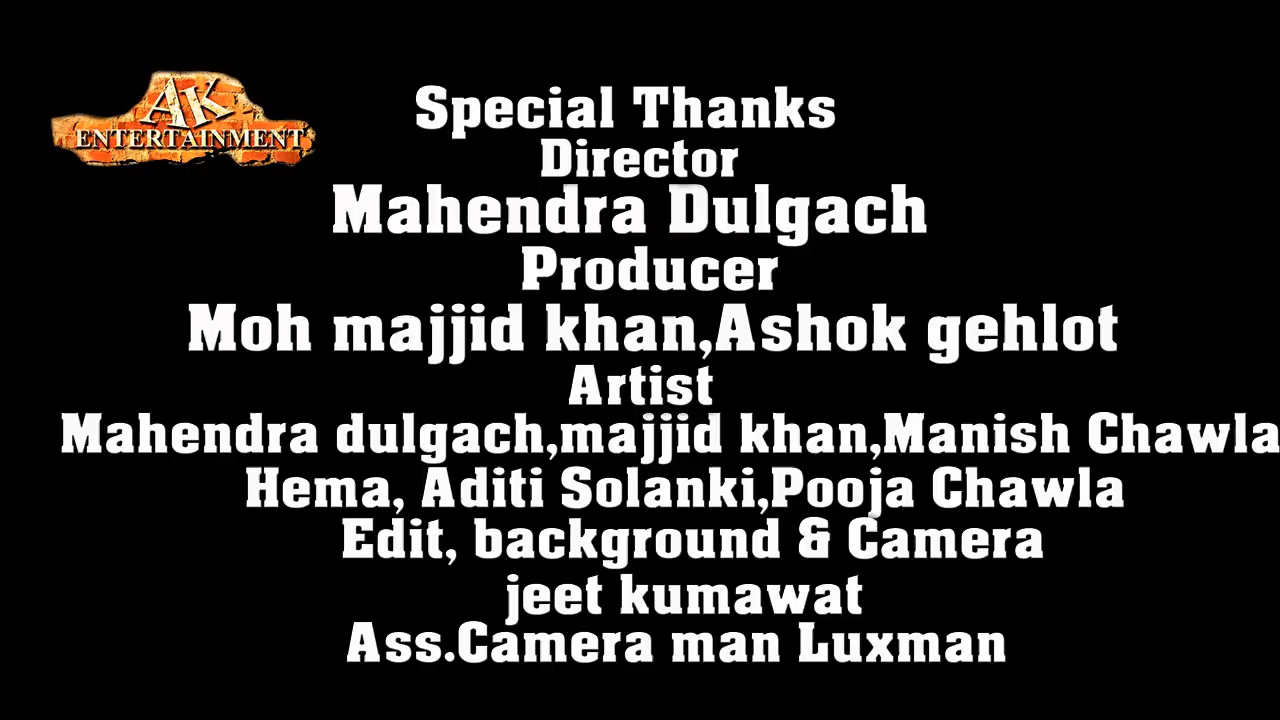 AK
ENTERTAINMENT
Special Thanks
Director
Mahendra Dulgach
Producer
Moh majjid khan,Ashok gehlot
Artist
Mahendra dulgach,majjid khan,Manish Chawla
Hema, Aditi Solanki,Pooja Chawla
Edit, background & Camera
jeet kumawat
Ass.Camera man Luxman